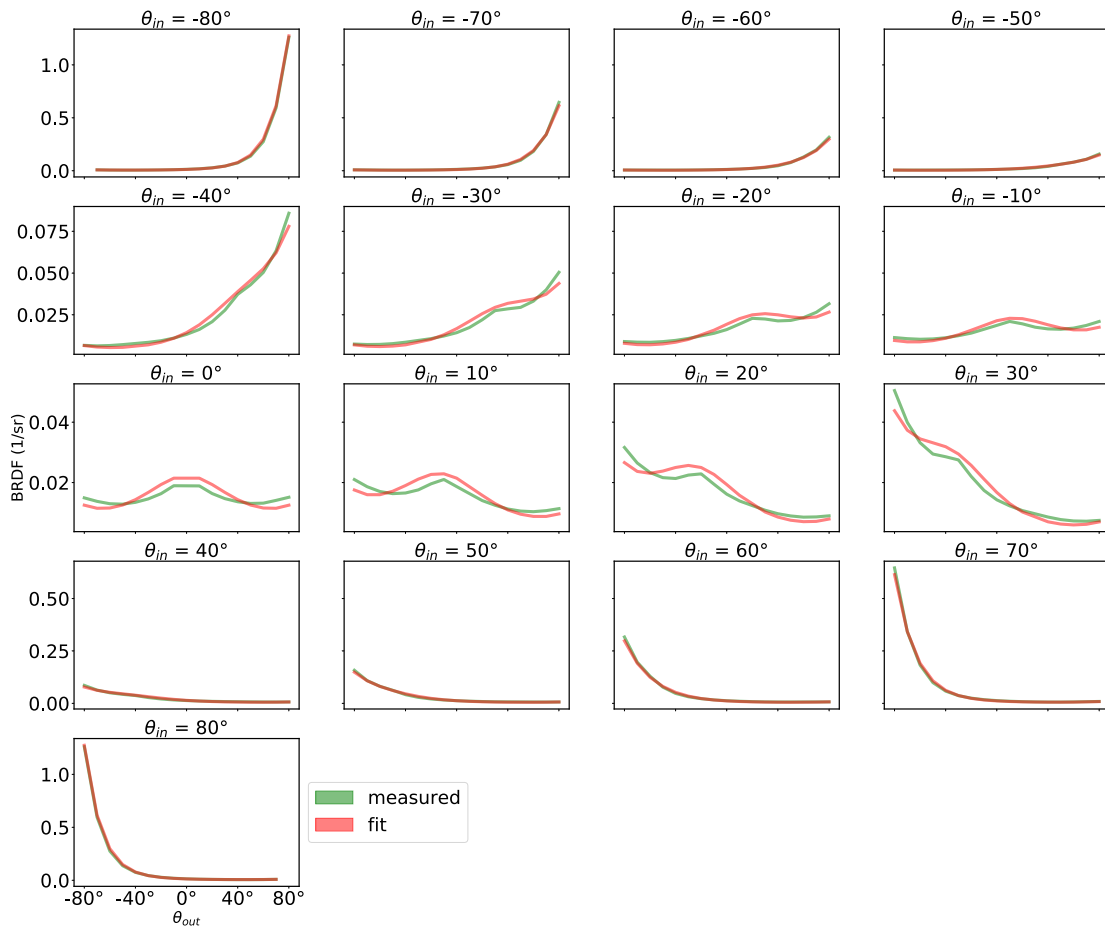 θin = -80° θin = -70° θin = -60° θin = -50°
1.0
0.5
0.0
θin = -40° θin = -30° θin = -20° θin = -10°
0.075
0.050
0.025
θin = 0° θin = 10° θin = 20° θin = 30°
BRDF (1/sr)
0.04
0.02
θin = 40° θin = 50° θin = 60° θin = 70°
0.50
0.25
0.00
θin = 80°
1.0
0.5
0.0
measured
fit
-80° -40° 0° 40° 80°
θout